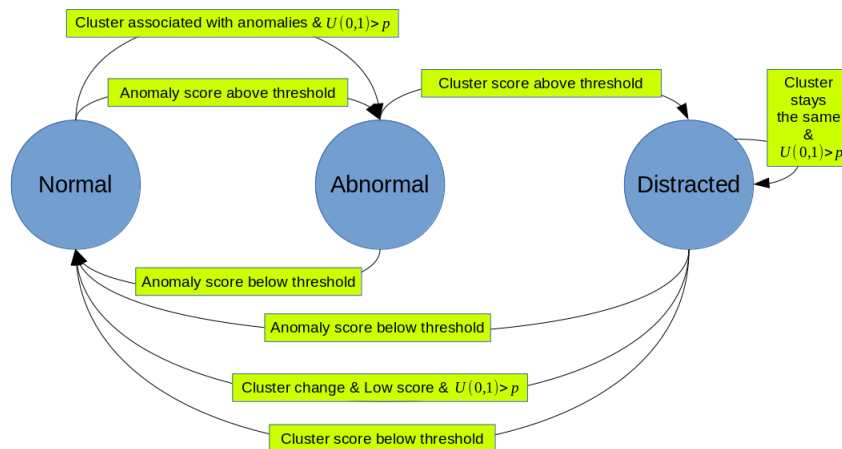 Cluster associated with anomalies & U(0,1)>p
Anomaly score above threshold
Cluster score above threshold
Cluster
stays
the same
&
U(0,1)>p
Normal
Abnormal
Distracted
Anomaly score below threshold
Anomaly score below threshold
Cluster change & Low score & U(0,1)>p
Cluster score below threshold